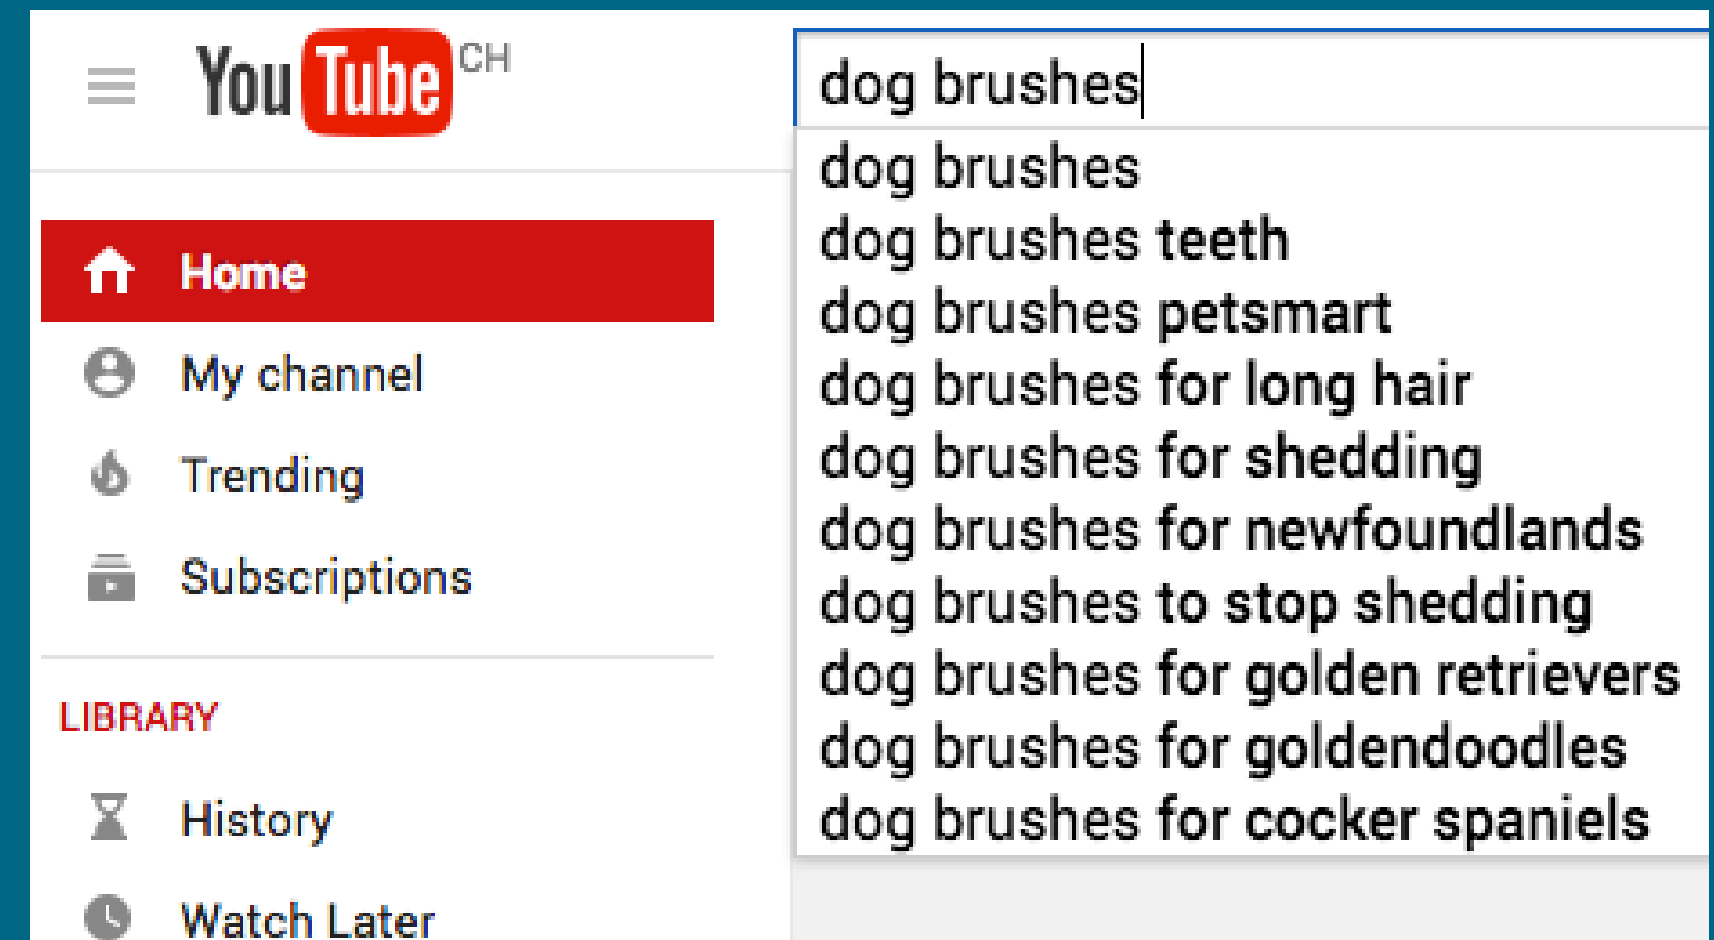 YouTube CH
dog brushes
Home
My channel
Trending
Subscriptions
LIBRARY
History
Watch Later
dog brushes
dog brushes teeth
dog brushes petsmart
dog brushes for long hair
dog brushes for shedding
dog brushes for newfoundlands
dog brushes to stop shedding
dog brushes for golden retrievers
dog brushes for goldendoodles
dog brushes for cocker spaniels